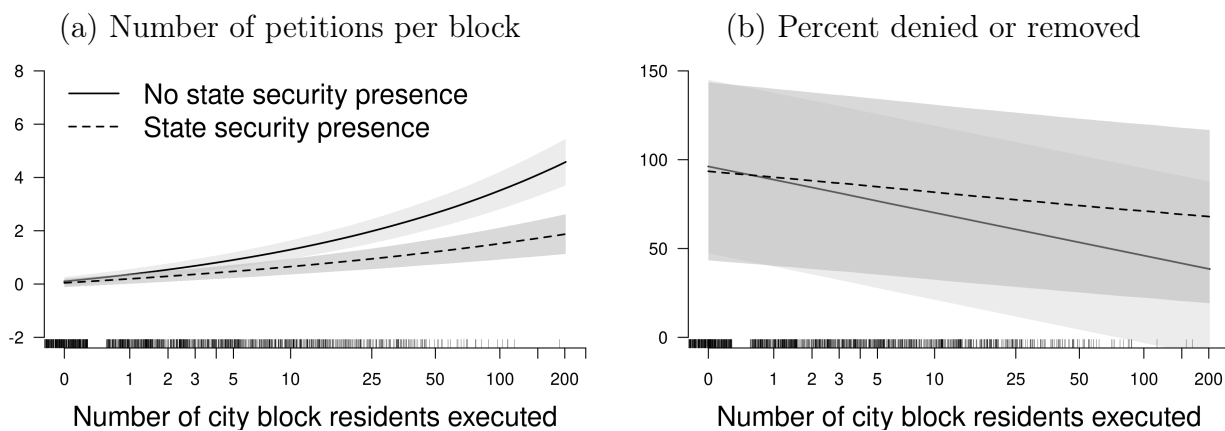 (a) Number of petitions per block
8
6
4
2
0
-2
No state security presence
State security presence
0 1 2 3 5 10 25 50 100 200
Number of city block residents executed
(b) Percent denied or removed
150
100
50
0
0 1 2 3 5 10 25 50 100 200
Number of city block residents executed